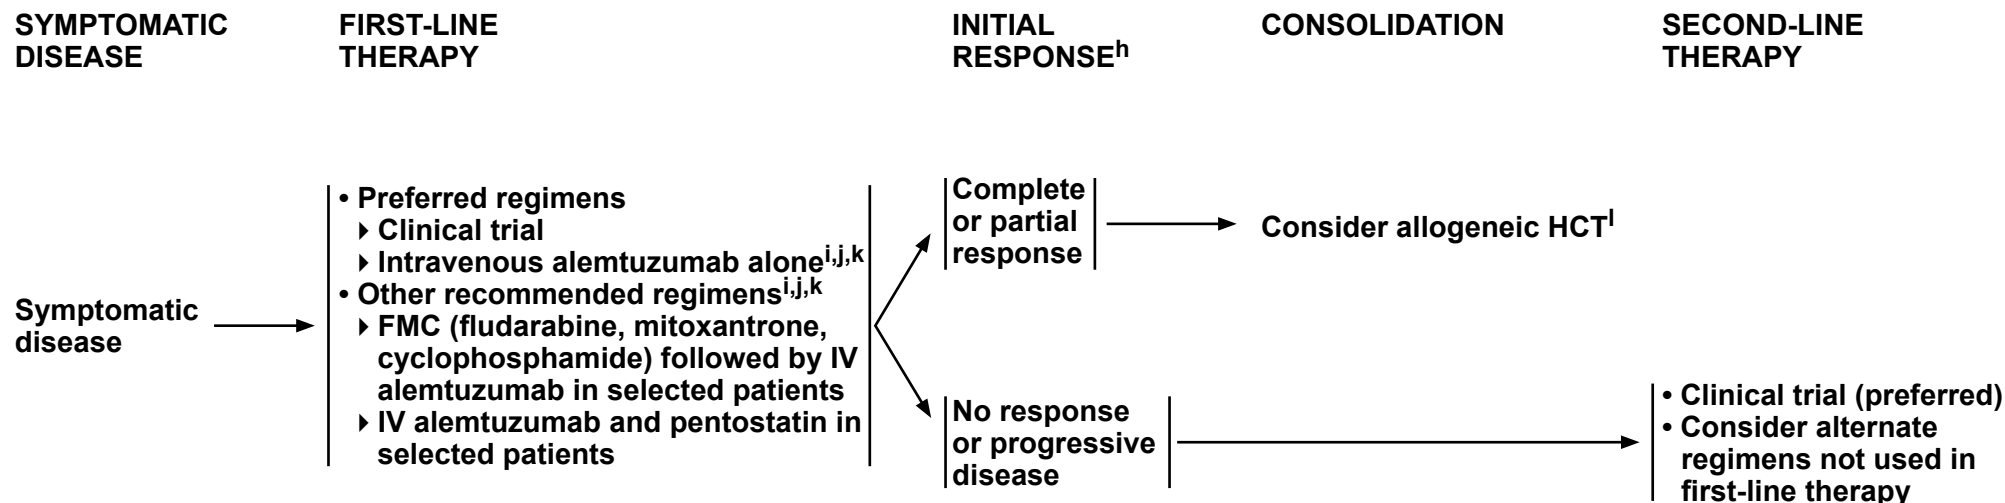 SYMPTOMATIC
DISEASE
FIRST-LINE
THERAPY
INITIAL
RESPONSEh
CONSOLIDATION
SECOND-LINE
THERAPY
Symptomatic
disease
• Preferred regimens
▸ Clinical trial
▸ Intravenous alemtuzumab alonei,j,k
• Other recommended regimensi,j,k
▸ FMC (fludarabine, mitoxantrone,
cyclophosphamide) followed by IV
alemtuzumab in selected patients
▸ IV alemtuzumab and pentostatin in
selected patients
Complete
or partial
response
Consider allogeneic HCTl
No response
or progressive
disease
• Clinical trial (preferred)
• Consider alternate
regimens not used in
first-line therapy